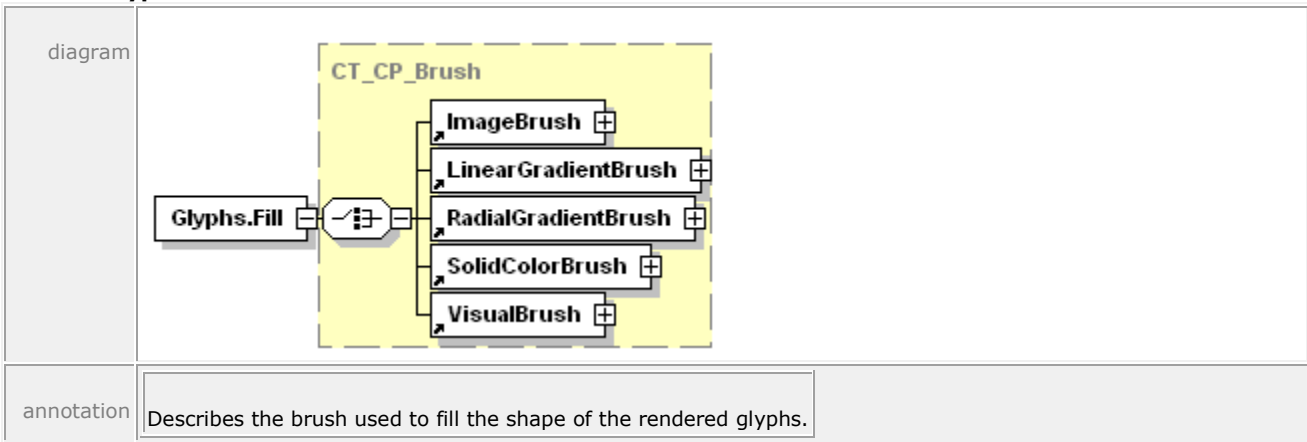 diagram
CT_CP_Brush
ImageBrush
LinearGradientBrush
Glyphs.Fill
RadialGradientBrush
SolidColorBrush
VisualBrush
annotation
Describes the brush used to fill the shape of the rendered glyphs.